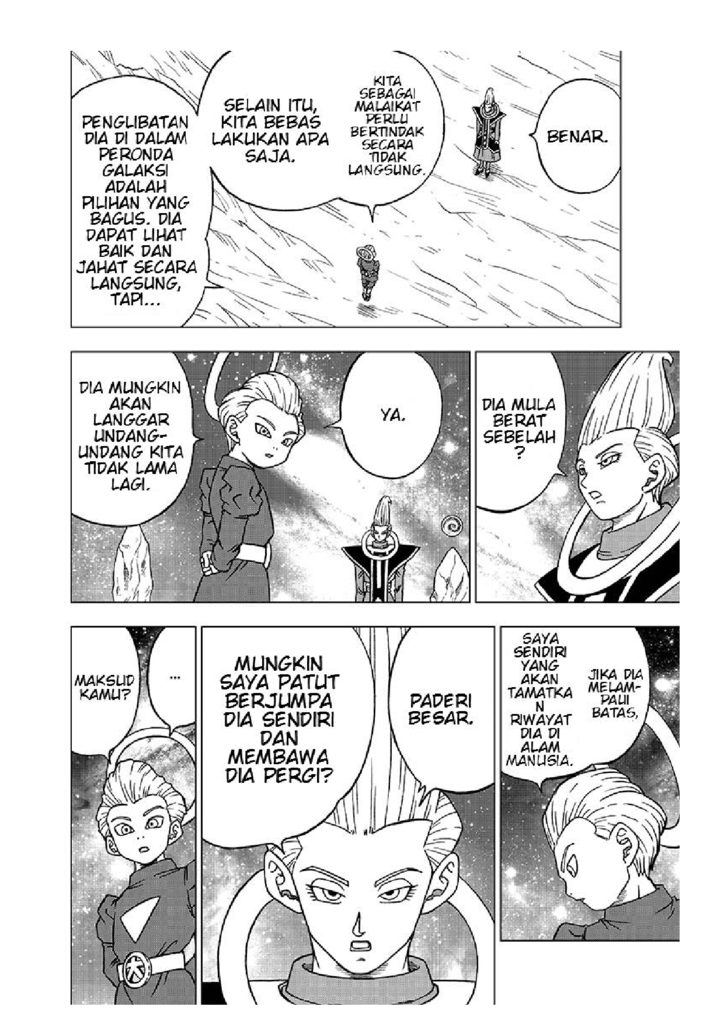 BENAR.
KITA
SEBAGAI
MALAIKAT
PERLU
BERTINDAK
SECARA
TIDAK
LANGSUNG.
SELAIN ITU,
KITA BEBAS
LAKUKAN APA
SAJA.
PENGLIBATAN
DIA DI DALAM
PERONDA
GALAKSI
ADALAH
PILIHAN YANG
BAGUS. DIA
DAPAT LIHAT
BAIK DAN
JAHAT SECARA
LANGSUNG,
TAPI...
DIA MULA
BERAT
SEBELAH
?
YA.
DIA MUNGKIN
AKAN
LANGGAR
UNDANG-
UNDANG KITA
TIDAK LAMA
LAGI.
JIKA DIA
MELAM-
PAUI
BATAS,
SAYA
SENDIRI
YANG
AKAN
TAMATKA
N
RIWAYAT
DIA DI
ALAM
MANUSIA.
PADERI
BESAR.
MUNGKIN
SAYA PATUT
BERJUMPA
DIA SENDIRI
DAN
MEMBAWA
DIA PERGI?
...
MAKSUD
KAMU?
大